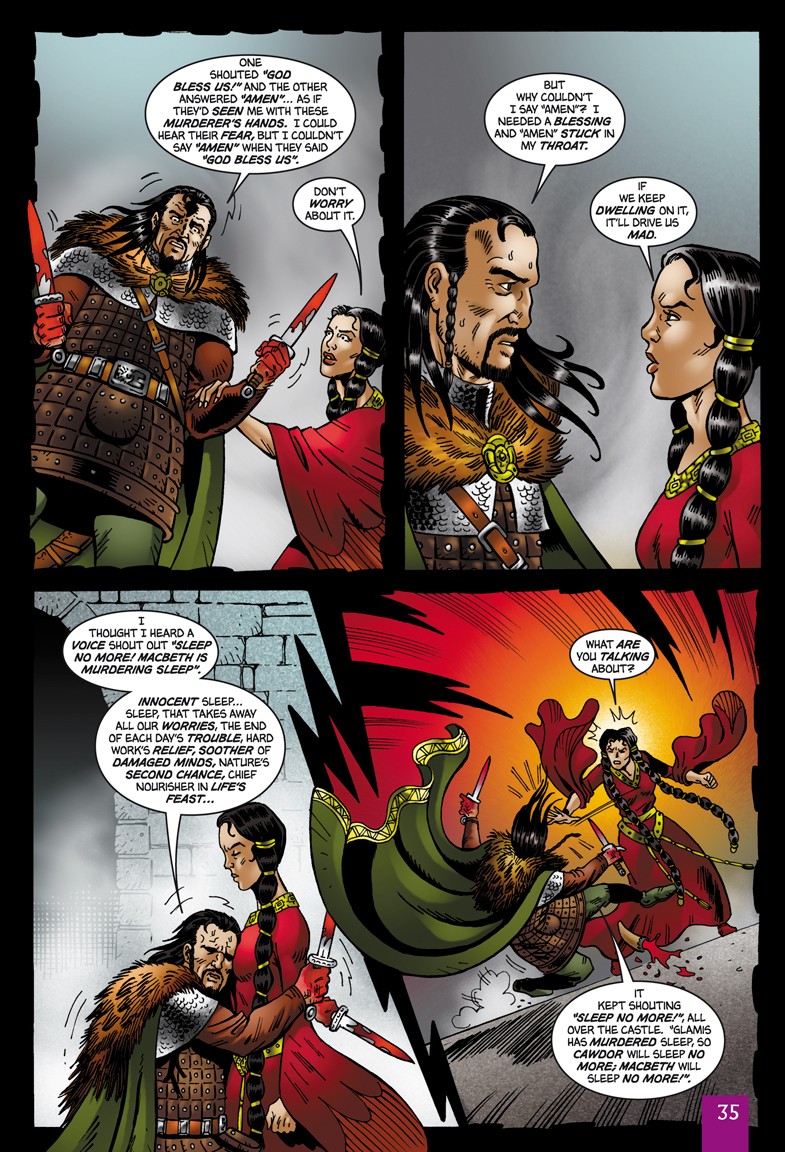 ONE
SHOUTED "GOD
BLESS US!" AND THE OTHER
ANSWERED "AMEN"... AS IF
THEY'D SEEN ME WITH THESE
MURDERER'S HANDS. I COULD
HEAR THEIR FEAR, BUT I COULDN'T
SAY "AMEN" WHEN THEY SAID
"GOD BLESS US".
DON'T
WORRY
ABOUT IT.
BUT
WHY COULDN'T
I SAY "AMEN"? I
NEEDED A BLESSING
AND "AMEN" STUCK IN
MY THROAT.
IF
WE KEEP
DWELLING ON IT,
IT'LL DRIVE US
MAD.
I
THOUGHT I HEARD A
VOICE SHOUT OUT "SLEEP
NO MORE! MACBETH IS
MURDERING SLEEP".
INNOCENT SLEEP...
SLEEP, THAT TAKES AWAY
ALL OUR WORRIES, THE END
OF EACH DAY'S TROUBLE, HARD
WORK'S RELIEF, SOOTHER OF
DAMAGED MINDS, NATURE'S
SECOND CHANCE, CHIEF
NOURISHER IN LIFE'S
FEAST...
WHAT ARE
YOU TALKING
ABOUT?
IT
KEPT SHOUTING
"SLEEP NO MORE!", ALL
OVER THE CASTLE. "GLAMIS
HAS MURDERED SLEEP, SO
CAWDOR WILL SLEEP NO
MORE; MACBETH WILL
SLEEP NO MORE!".
35